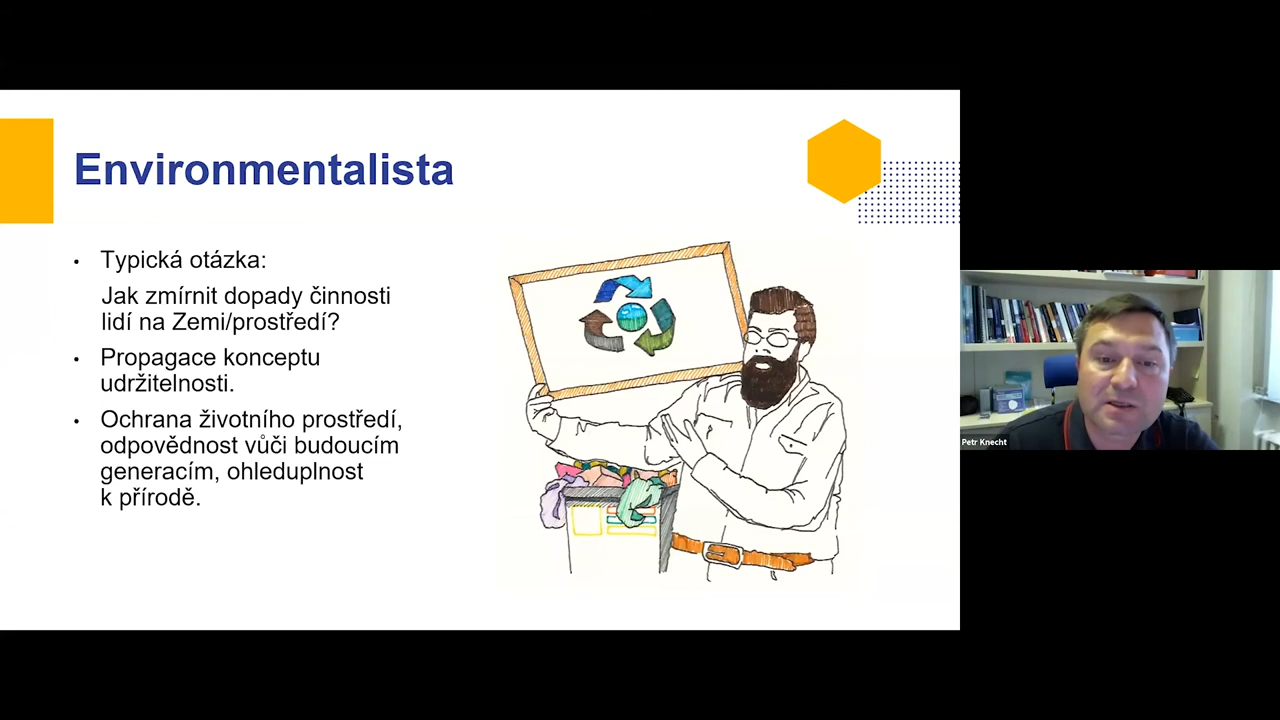 Environmentalista
• Typická otázka:
Jak zmírnit dopady činnosti
lidí na Zemi/prostředí?
• Propagace konceptu
udržitelnosti.
• Ochrana životního prostředí,
odpovědnost vůči budoucím
generacím, ohleduplnost
k přírodě.
Petr Knecht